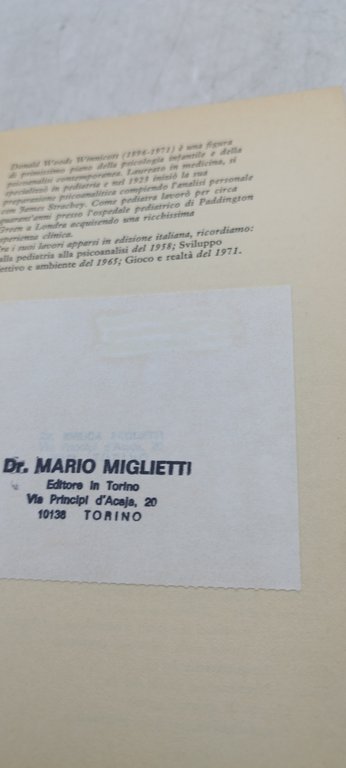 Donald Woods Winnicott (1896-1971) è una figura
di primissimo piano della psicologia infantile e della
psicoanalisi contemporanea. Laureato in medicina, si
specializzò in pediatria e nel 1923 iniziò la sua
preparazione psicoanalitica compiendo l'analisi personale
con James Strachey. Come pediatra lavorò per circa
quarant'anni presso l'ospedale pediatrico di Paddington
Green a Londra acquisendo una ricchissima
esperienza clinica.
fra i suoi lavori apparsi in edizione italiana, ricordiamo:
alla pediatria alla psicoanalisi del 1958; Sviluppo
ffettivo e ambiente del 1965; Gioco e realtà del 1971.
Dr. MARIO MIGLIETTI
Editore in Torino
Via Principi d'Acaja, 20
10138 TORINO